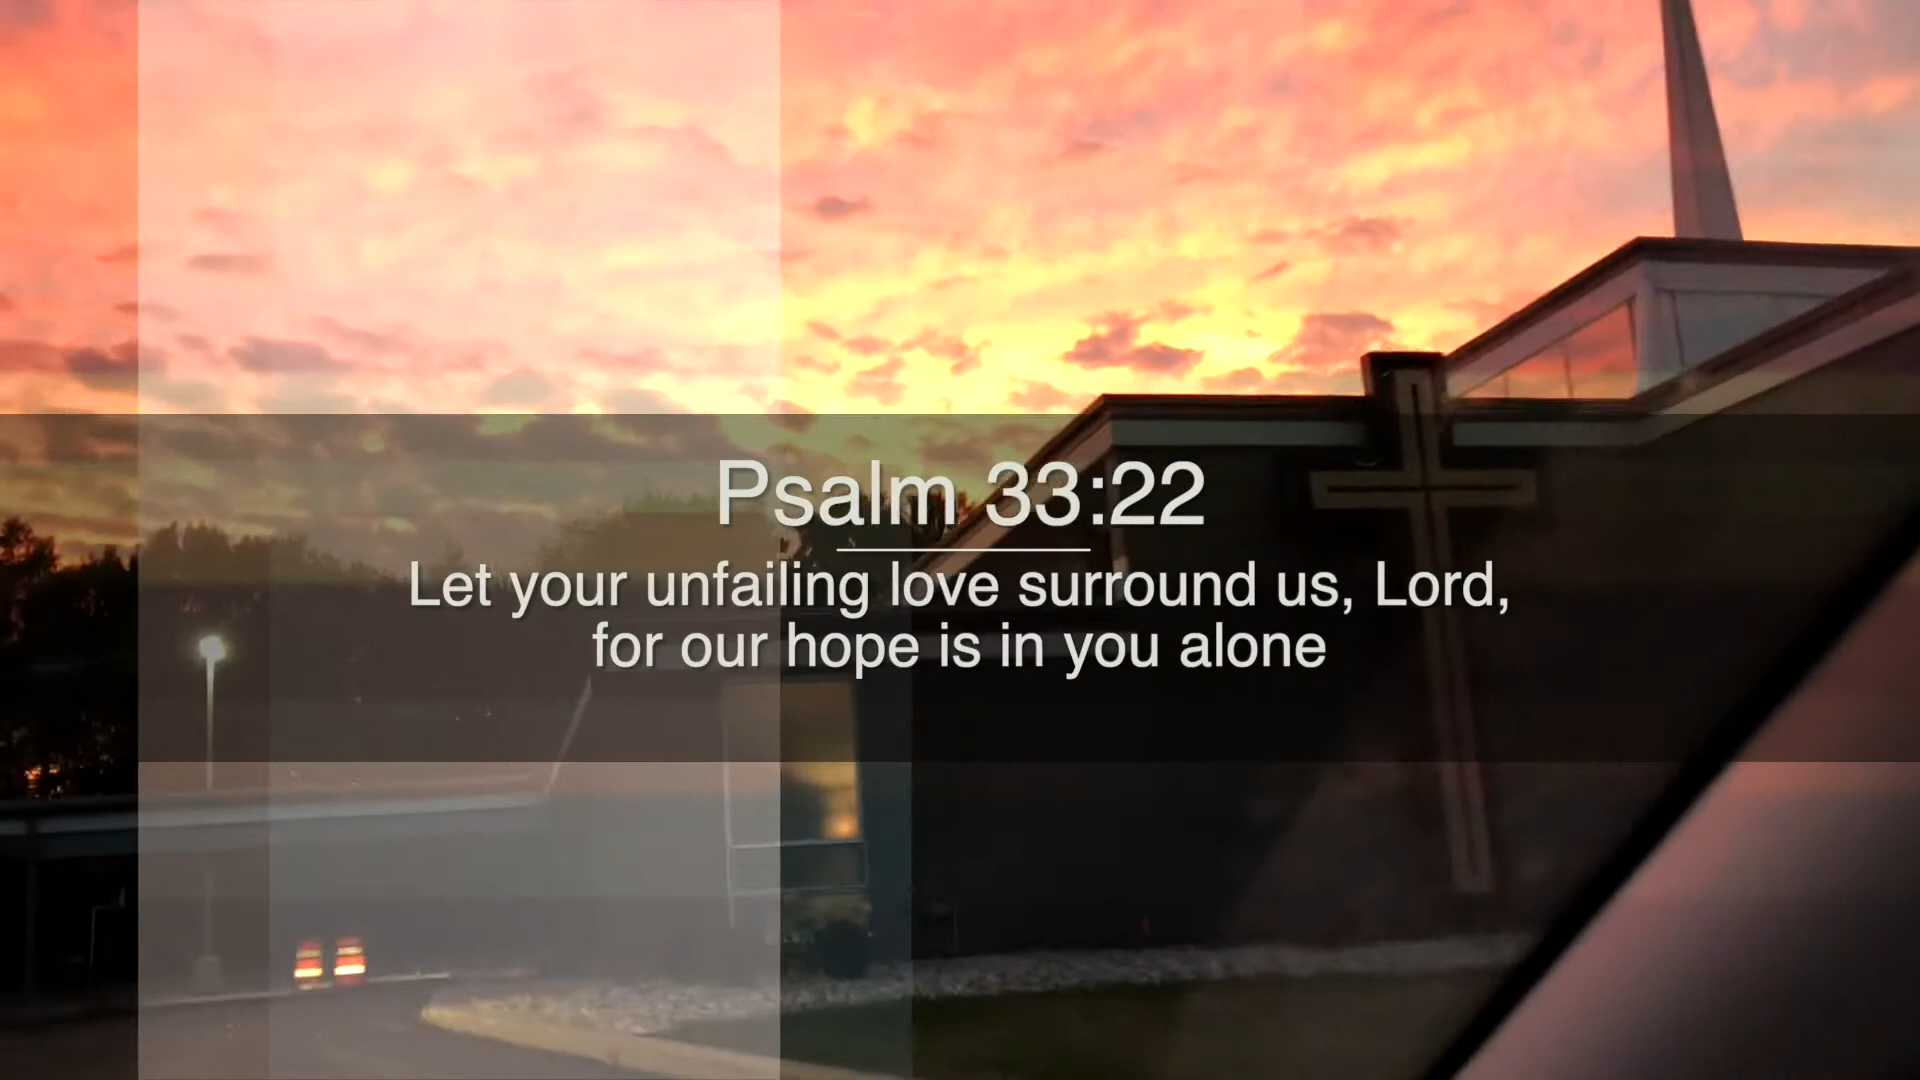 Psalm 33:22
Let your unfailing love surround us, Lord,
for our hope is in you alone